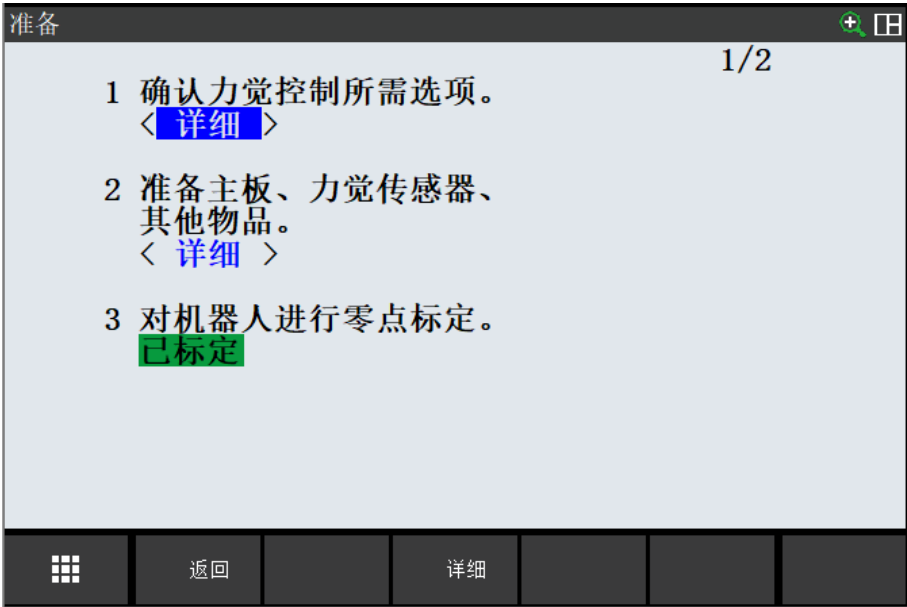 准备
1/2
1 确认力觉控制所需选项。
< 详细 >
2 准备主板、力觉传感器、
其他物品。
< 详细 >
3 对机器人进行零点标定。
已标定
返回
详细